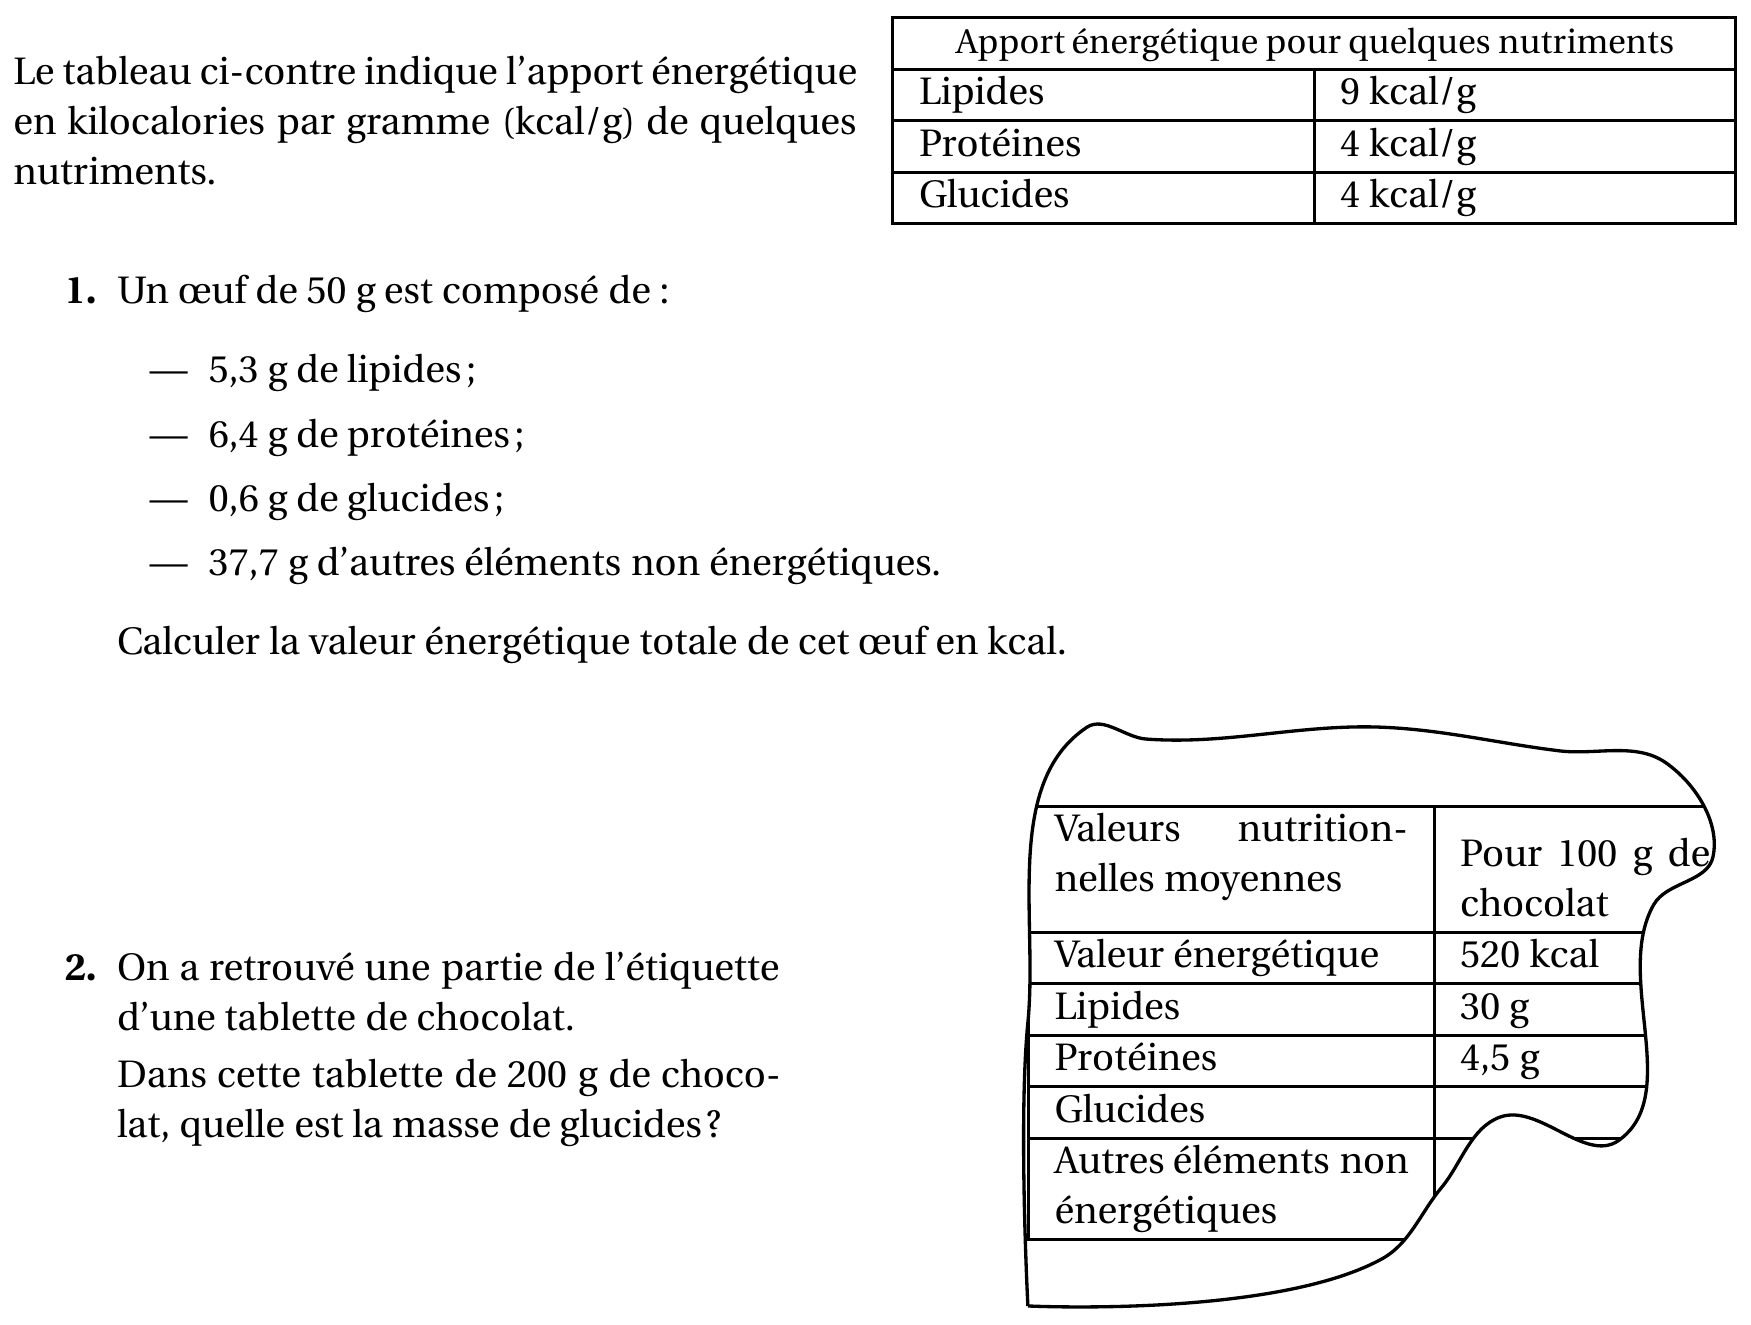 Le tableau ci-contre indique l’apport énergétique
en kilocalories par gramme (kcal/g) de quelques
nutriments.
Apport énergétique pour quelques nutriments
Lipides 9 kcal/g
Protéines 4 kcal/g
Glucides 4 kcal/g
1. Un œuf de 50 g est composé de :
— 5,3 g de lipides ;
— 6,4 g de protéines ;
— 0,6 g de glucides ;
— 37,7 g d’autres éléments non énergétiques.
Calculer la valeur énergétique totale de cet œuf en kcal.
2. On a retrouvé une partie de l’étiquette
d’une tablette de chocolat.
Dans cette tablette de 200 g de choco-
lat, quelle est la masse de glucides ?
Valeurs nutrition-
nelles moyennes
Pour 100 g de
chocolat
Valeur énergétique 520 kcal
Lipides 30 g
Protéines 4,5 g
Glucides
Autres éléments non
énergétiques